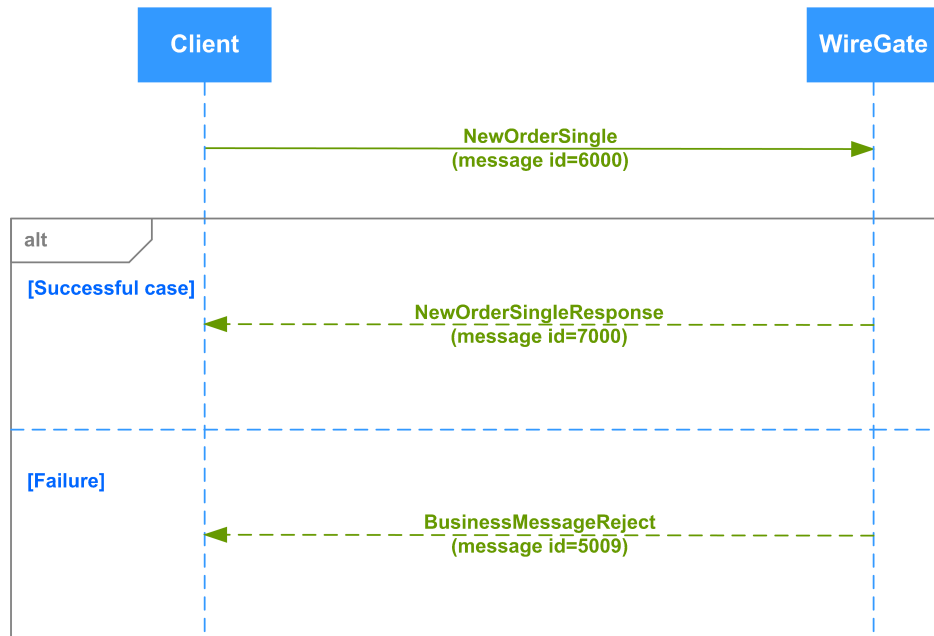 Client
WireGate
NewOrderSingle
(message id=6000)
alt
[Successful case]
NewOrderSingleResponse
(message id=7000)
[Failure]
BusinessMessageReject
(message id=5009)